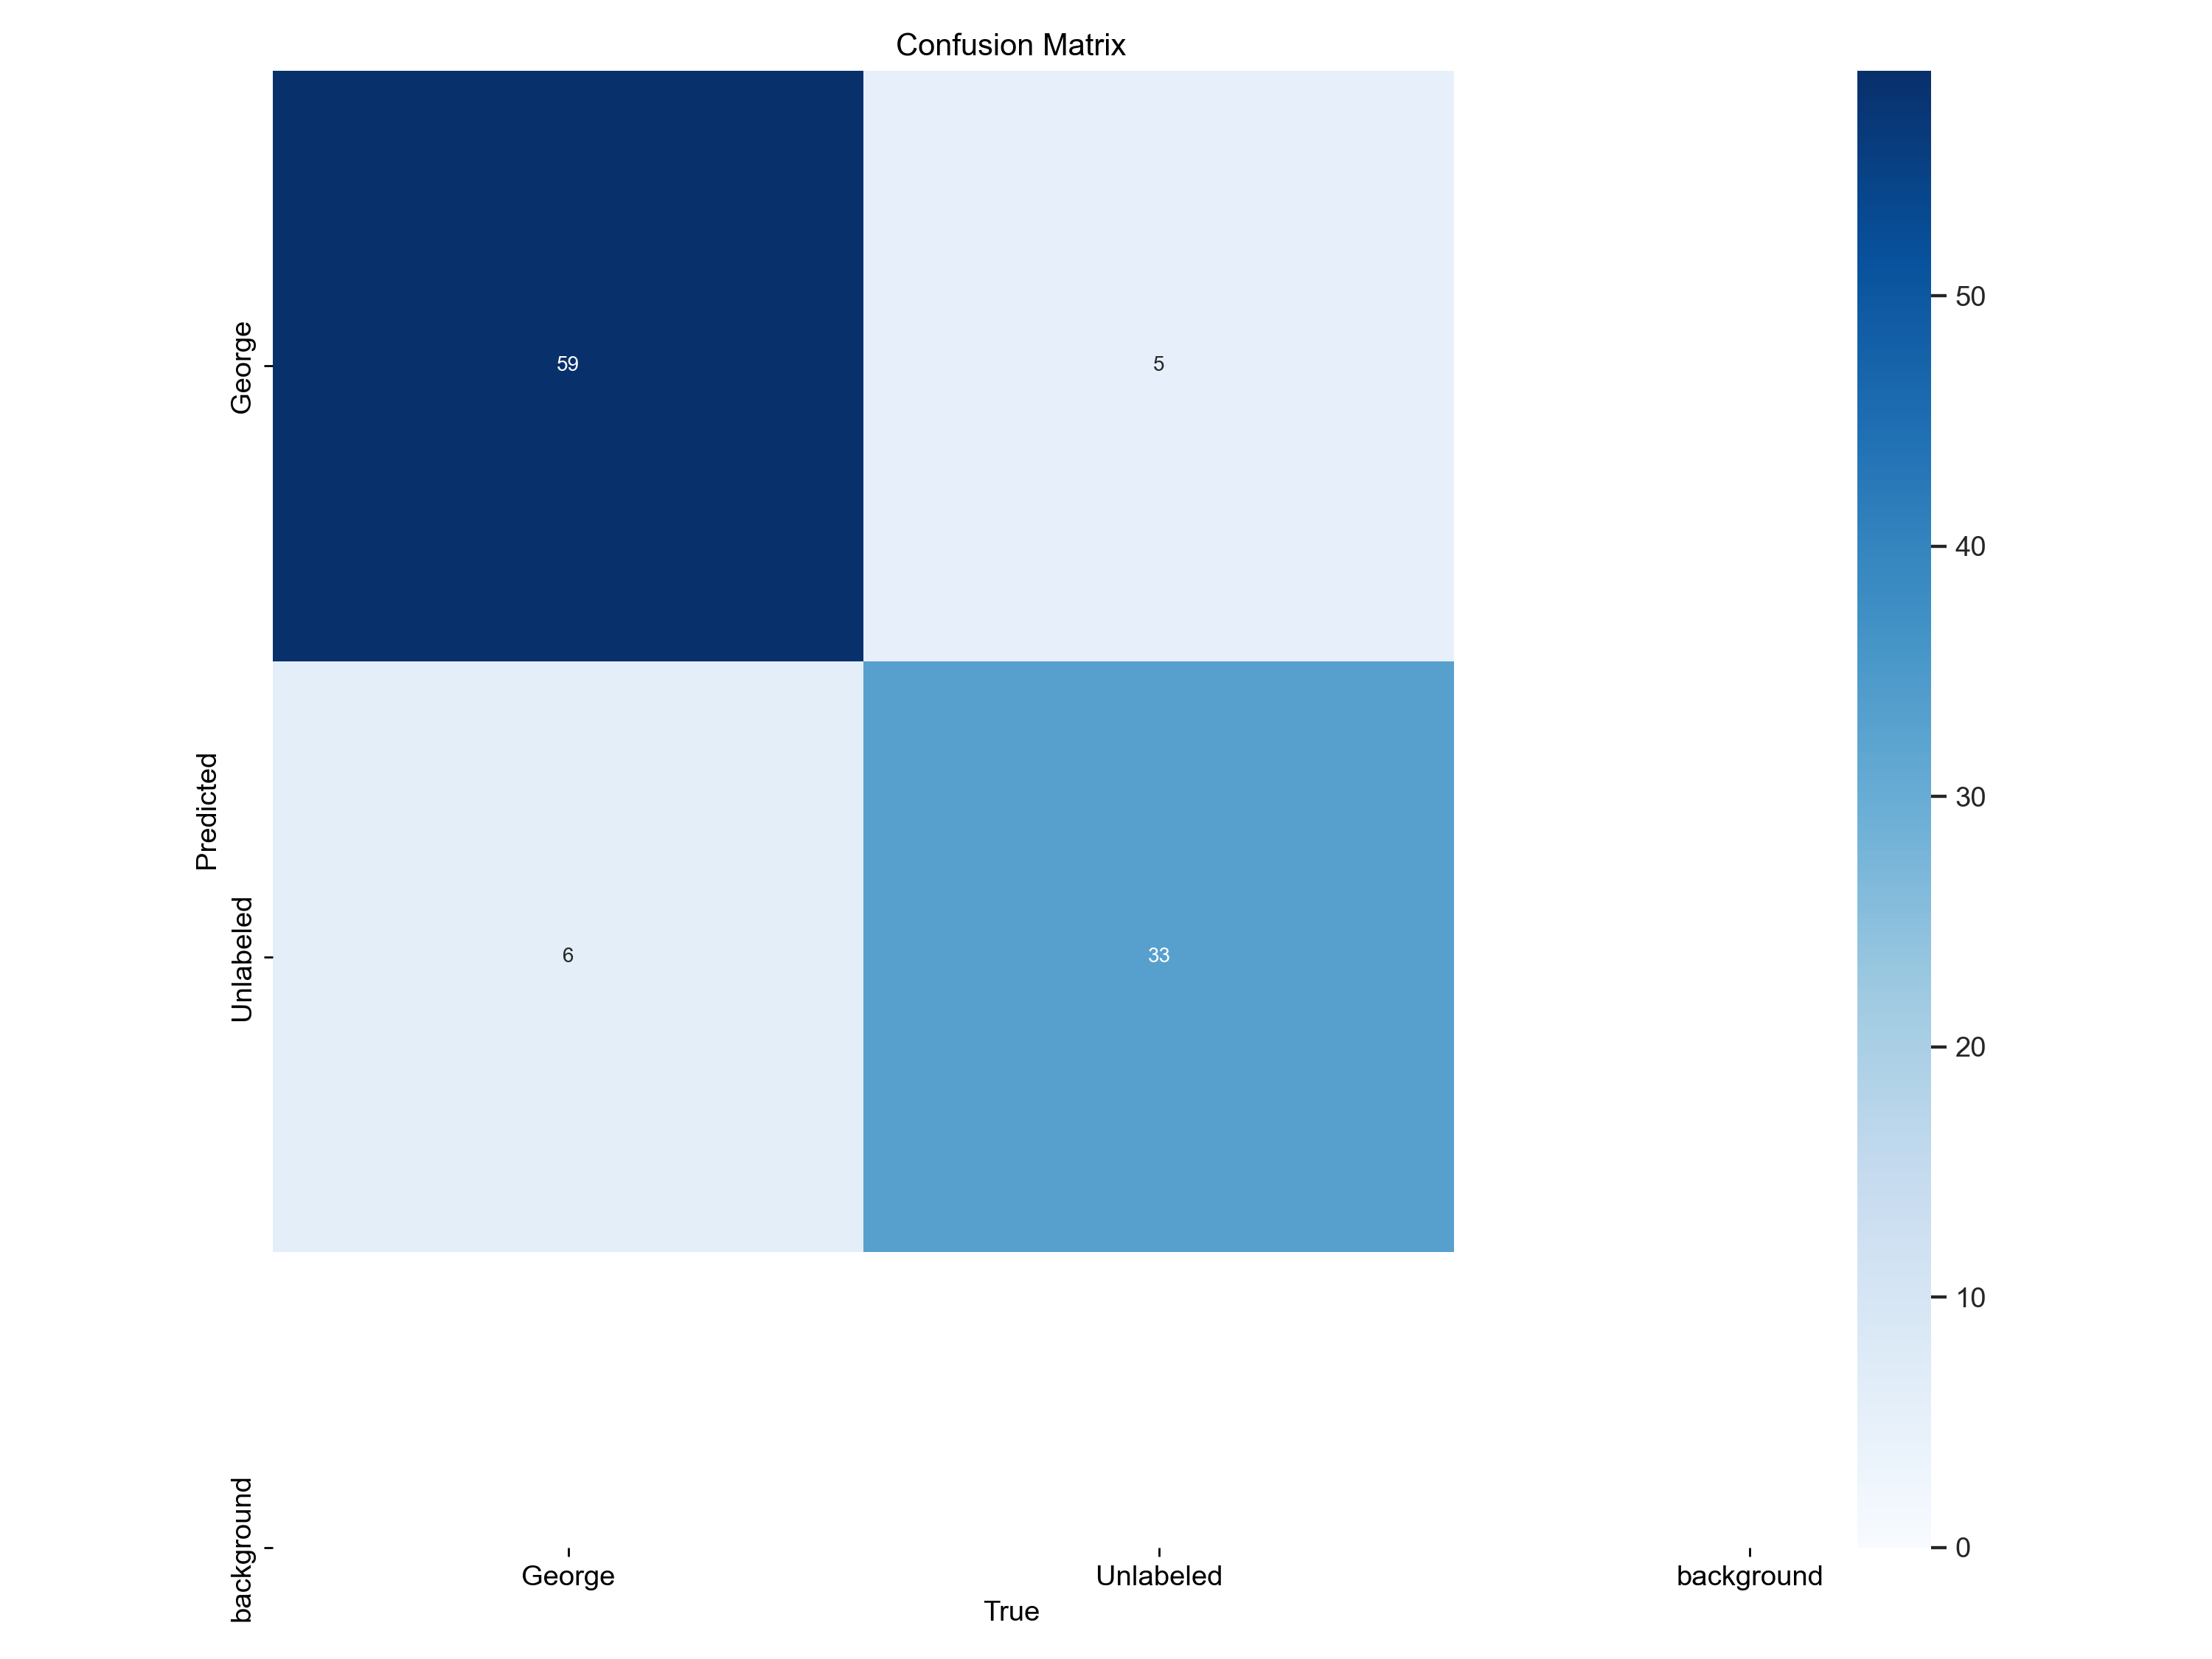 Confusion Matrix
George
59
5
50
40
30
Predicted
Unlabeled
6
33
20
10
background
0
George
Unlabeled
background
True